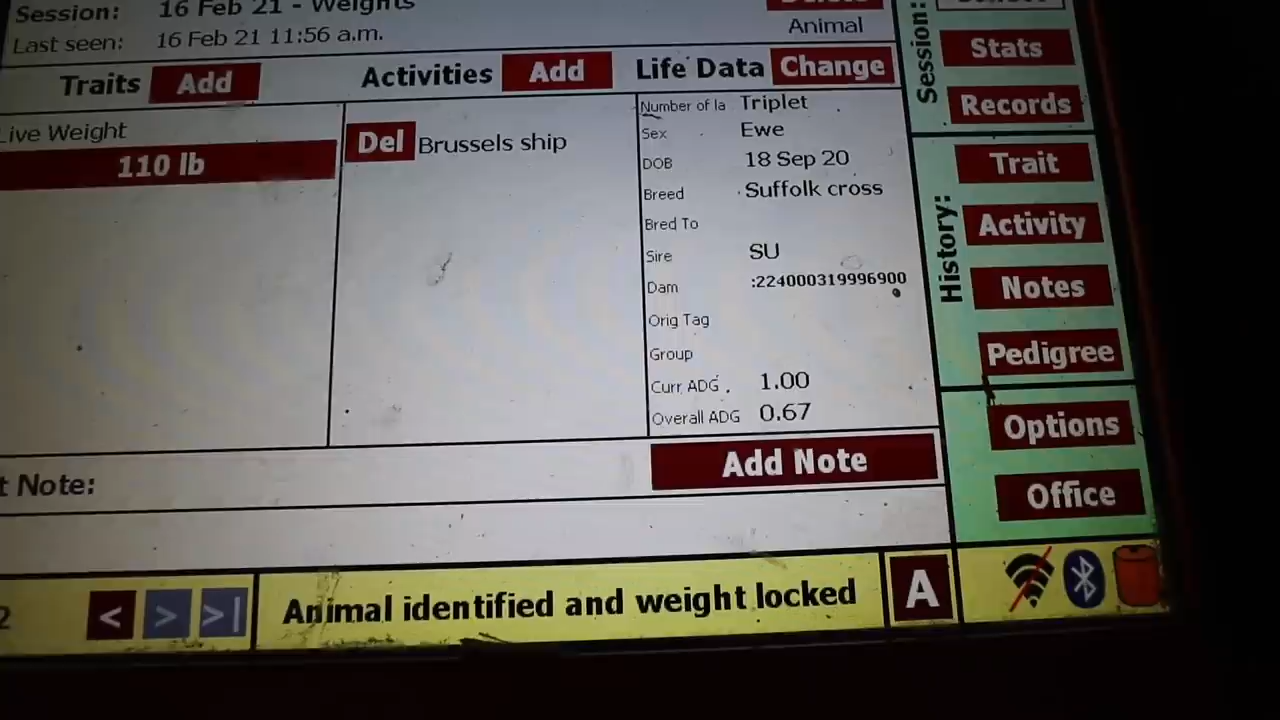 Session: 16 Feb 21 - Weights
Last seen: 16 Feb 21 11:56 a.m.
Animal
Traits Add
Activities Add
Life Data Change
Live Weight
110 lb
Del Brussels ship
Number of la Triplet
Sex Ewe
DOB 18 Sep 20
Breed Suffolk cross
Bred To
Sire SU
Dam :224000319996900
Orig Tag
Group
Curr ADG 1.00
Overall ADG 0.67
t Note:
Add Note
2 < > >|
Animal identified and weight locked
A
Session:
Stats
Records
History:
Trait
Activity
Notes
Pedigree
Options
Office